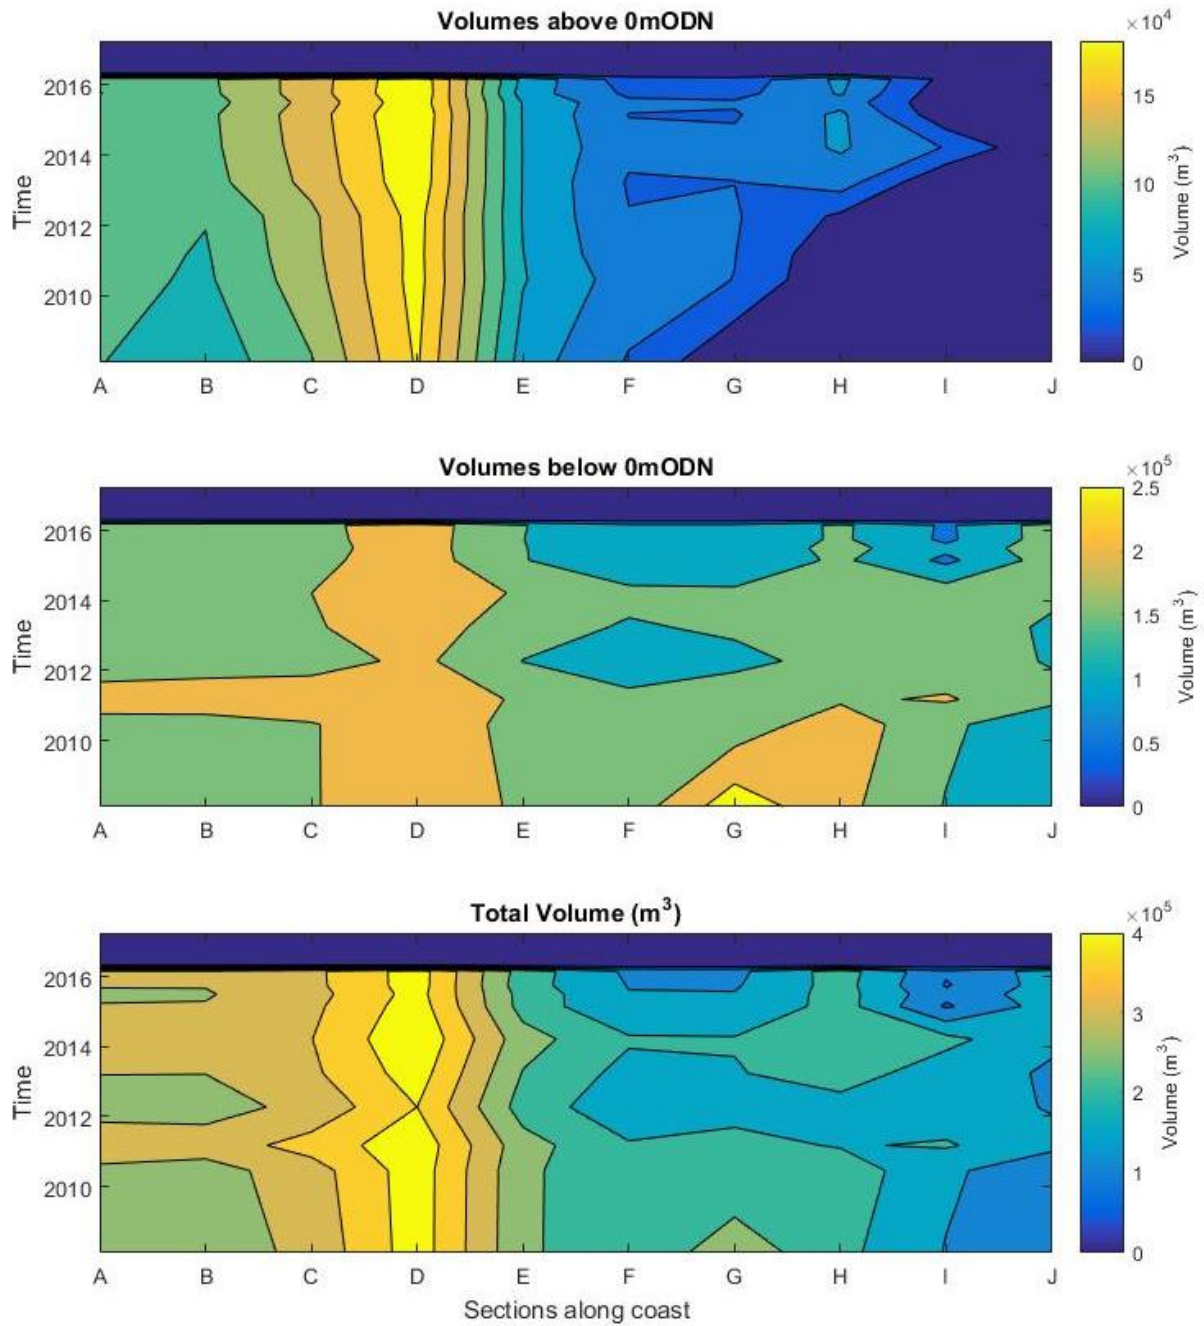 Volumes above 0mODN
×10⁴
2016
2014
2012
2010
Time
A B C D E F G H I J
15
10
5
0
Volume (m³)
Volumes below 0mODN
×10⁵
2016
2014
2012
2010
Time
A B C D E F G H I J
2.5
2
1.5
1
0.5
0
Volume (m³)
Total Volume (m³)
×10⁵
2016
2014
2012
2010
Time
A B C D E F G H I J
Sections along coast
4
3
2
1
0
Volume (m³)